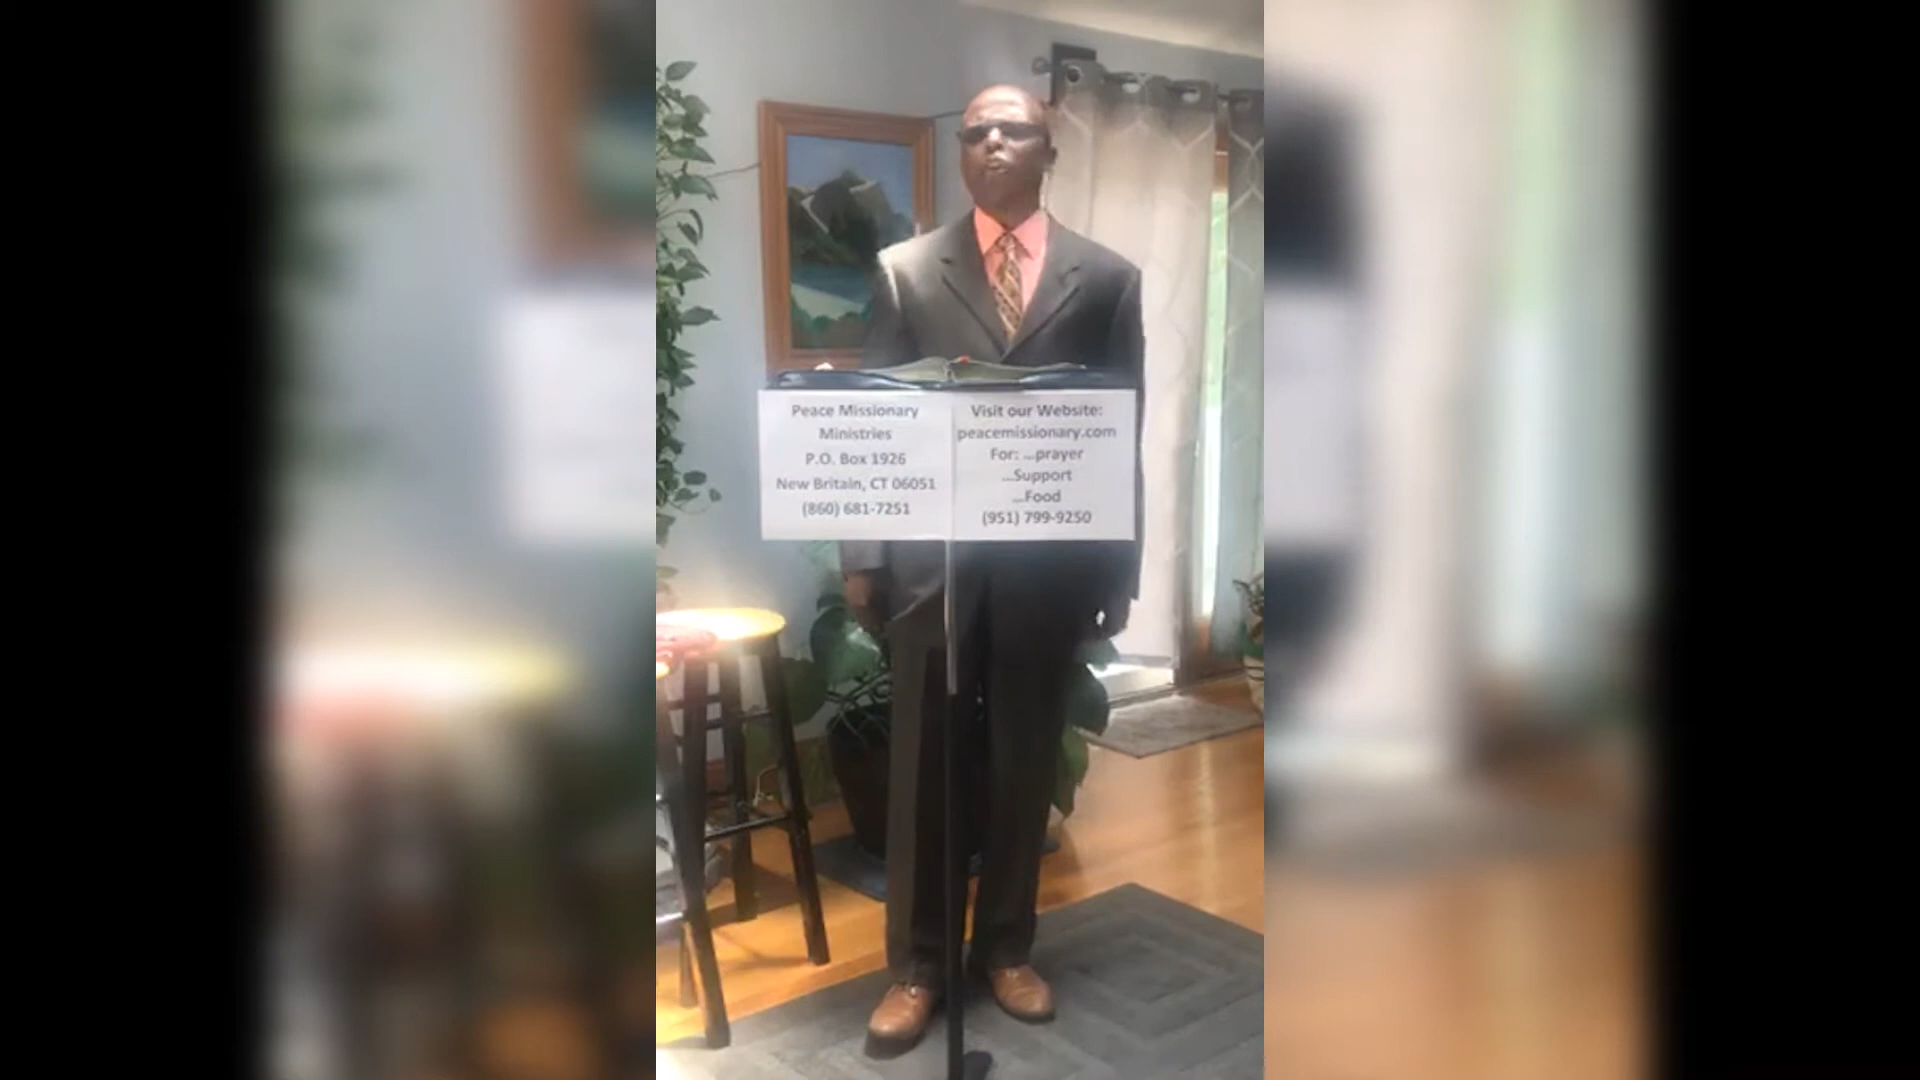 Peace Missionary
Ministries
P.O. Box 1926
New Britain, CT 06051
(860) 681-7251
Visit our Website:
peacemissionary.com
For: ...prayer
...Support
...Food
(951) 799-9250